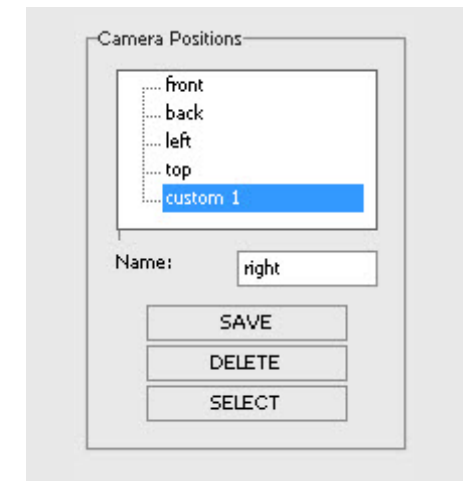 Camera Positions
front
back
left
top
custom 1
Name: right
SAVE
DELETE
SELECT